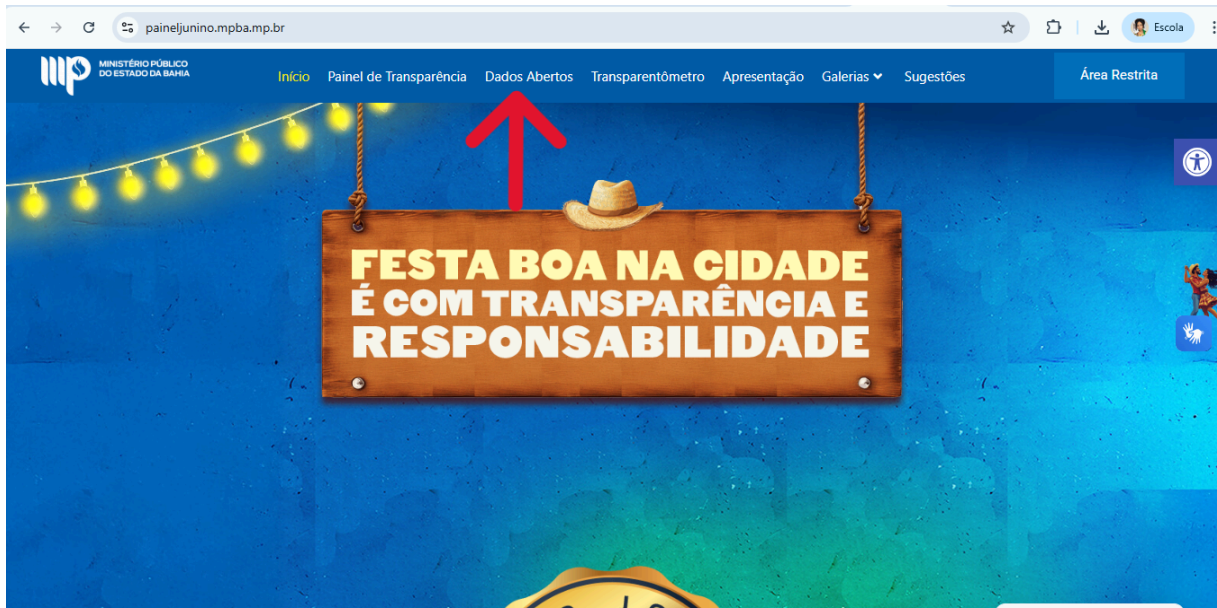 paineljunino.mpba.mp.br
Escola
MINISTÉRIO PÚBLICO
DO ESTADO DA BAHIA
Início Painel de Transparência Dados Abertos Transparentômetro Apresentação Galerias Sugestões Área Restrita
FESTA BOA NA CIDADE
É COM TRANSPARÊNCIA E
RESPONSABILIDADE